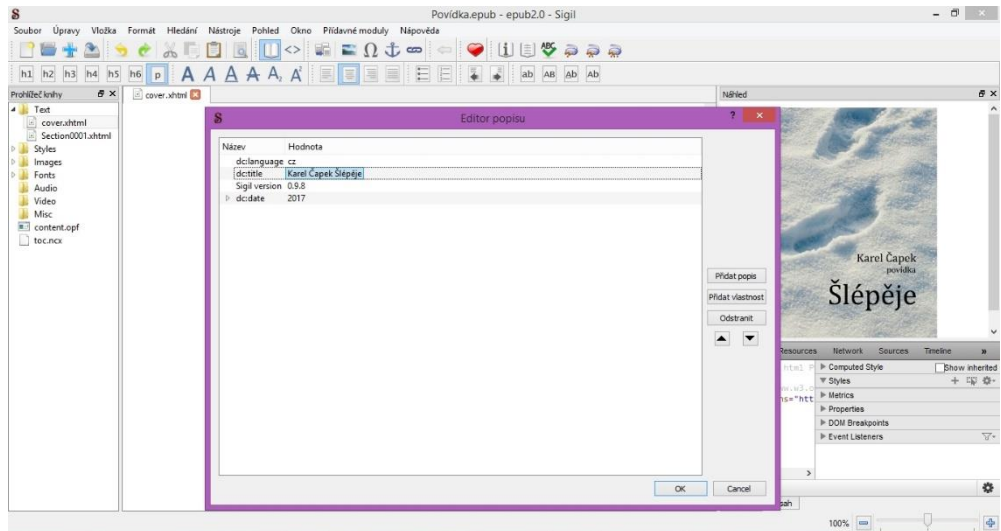 Povídka.epub - epub2.0 - Sigil
Soubor Úpravy Vložka Formát Hledání Nástroje Pohled Okno Přídavné moduly Nápověda
h1 h2 h3 h4 h5 h6 p A A A A A, A ab AB Ab Ab
Prohlížeč knihy
cover.xhtml
Náhled
Text
cover.xhtml
Section0001.xhtml
Styles
Images
Fonts
Audio
Video
Misc
content.opf
toc.ncx
Editor popisu
Název Hodnota
dc:language cz
dc:title Karel Čapek Šlépěje
Sigil version 0.9.8
dc:date 2017
Přidat popis
Přidat vlastnost
Odstranit
OK Cancel
Karel Čapek
povídka
Šlépěje
Resources Network Sources Timeline
Computed Style Show inherited
Styles
Metrics
Properties
DOM Breakpoints
Event Listeners
100%